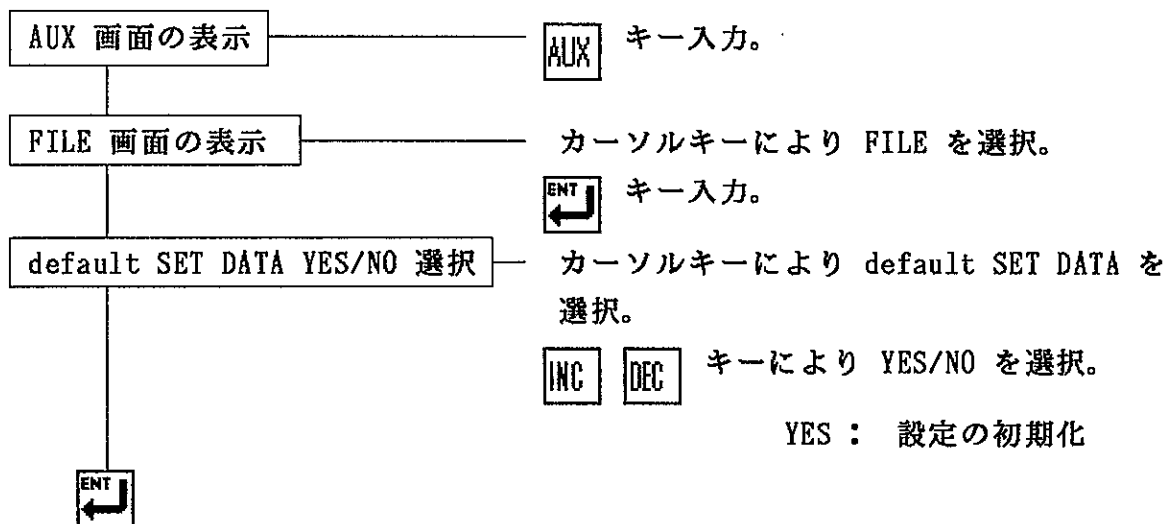 AUX 画面の表示
AUX キー入力。
FILE 画面の表示
カーソルキーにより FILE を選択。
ENT キー入力。
default SET DATA YES/NO 選択
カーソルキーにより default SET DATA を
選択。
INC DEC キーにより YES/NO を選択。
YES : 設定の初期化
ENT